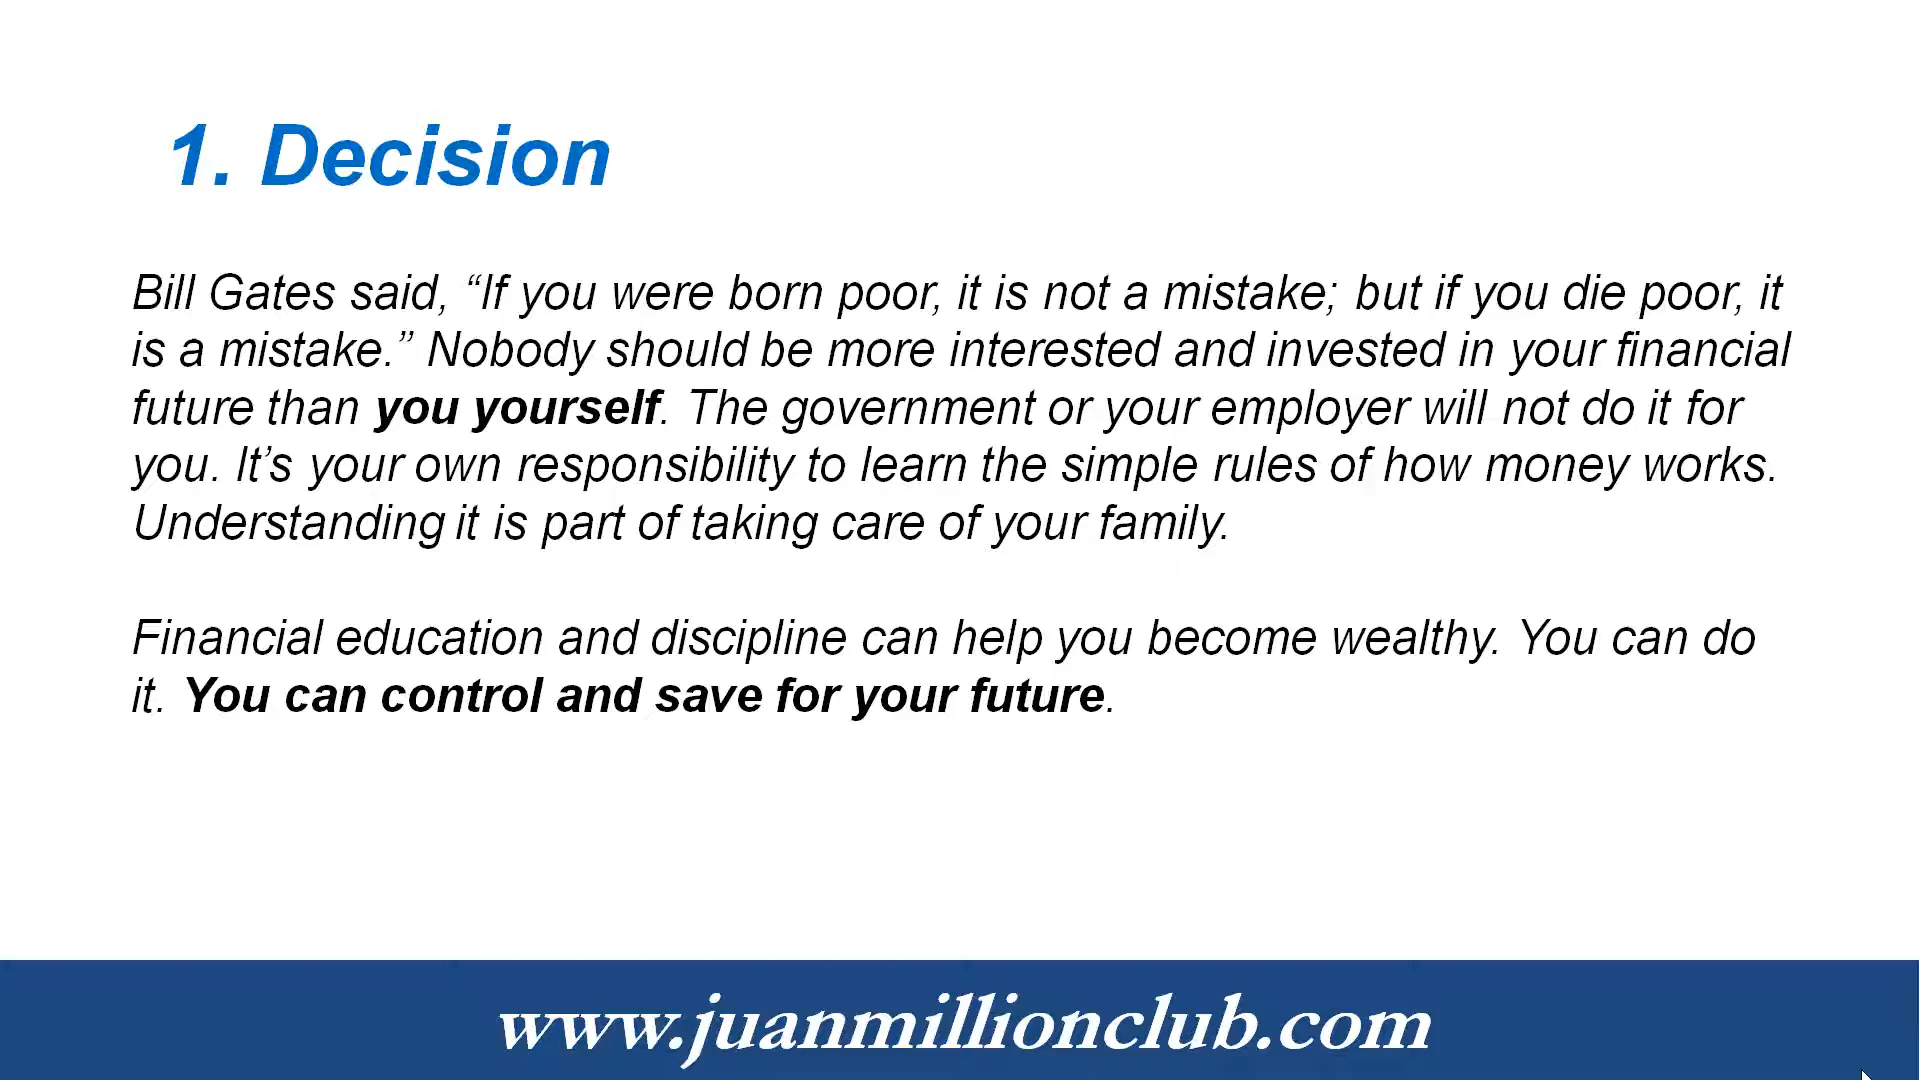 1. Decision
Bill Gates said, “If you were born poor, it is not a mistake; but if you die poor, it
is a mistake.” Nobody should be more interested and invested in your financial
future than you yourself. The government or your employer will not do it for
you. It’s your own responsibility to learn the simple rules of how money works.
Understanding it is part of taking care of your family.
Financial education and discipline can help you become wealthy. You can do
it. You can control and save for your future.
www.juanmillionclub.com